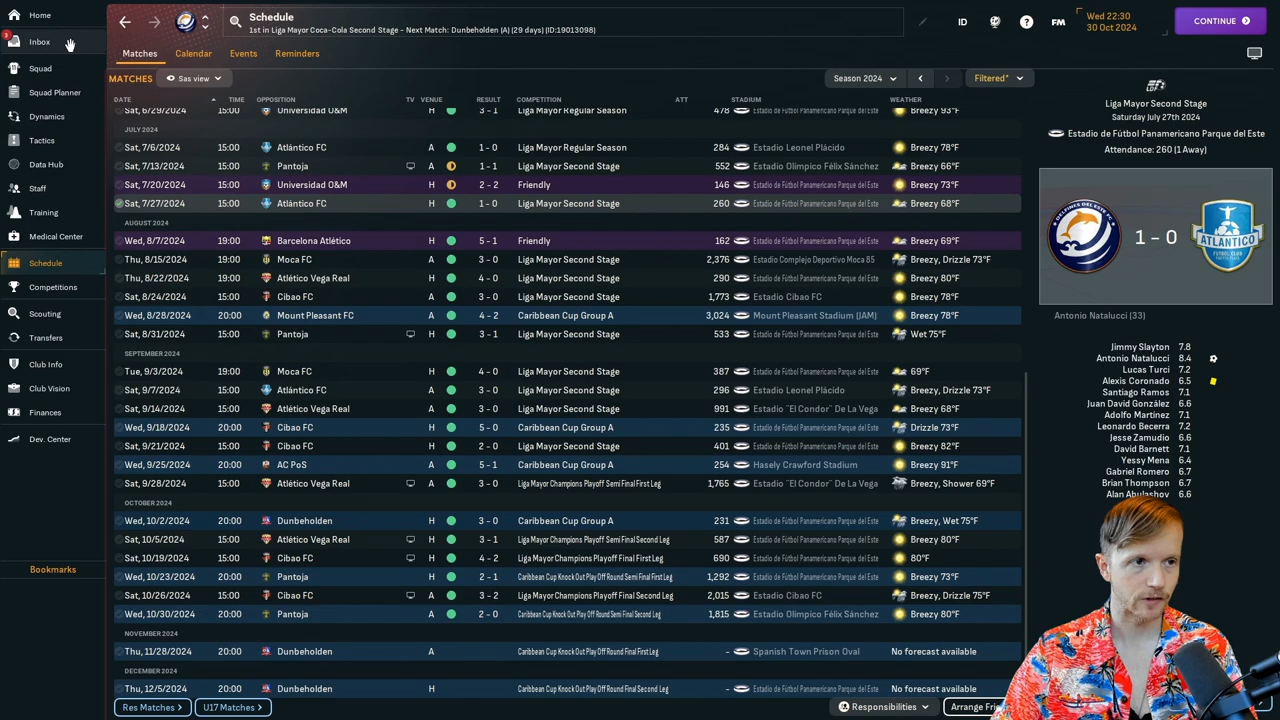 Home
3
Inbox
Squad
Squad Planner
Dynamics
Tactics
Data Hub
Staff
Training
Medical Center
Schedule
Competitions
Scouting
Transfers
Club Info
Club Vision
Finances
Dev. Center
Bookmarks
Schedule
1st in Liga Mayor Coca-Cola Second Stage - Next Match: Dunbeholden (A) (29 days) (ID:19013098)
ID
?
FM
Wed 22:30
30 Oct 2024
CONTINUE
Matches Calendar Events Reminders
MATCHES Sas view Season 2024 Filtered*
DATE TIME OPPOSITION TV VENUE RESULT COMPETITION ATT STADIUM WEATHER
Sat, 6/29/2024 15:00 Universidad O&M H 3 - 1 Liga Mayor Regular Season 478 Estadio de Fútbol Panamericano Parque del Este Breezy 93°F
JULY 2024
Sat, 7/6/2024 15:00 Atlántico FC A 1 - 0 Liga Mayor Regular Season 284 Estadio Leonel Plácido Breezy 78°F
Sat, 7/13/2024 15:00 Pantoja A 1 - 1 Liga Mayor Second Stage 552 Estadio Olímpico Félix Sánchez Breezy 66°F
Sat, 7/20/2024 15:00 Universidad O&M H 2 - 2 Friendly 146 Estadio de Fútbol Panamericano Parque del Este Breezy 73°F
Sat, 7/27/2024 15:00 Atlántico FC H 1 - 0 Liga Mayor Second Stage 260 Estadio de Fútbol Panamericano Parque del Este Breezy 68°F
AUGUST 2024
Wed, 8/7/2024 19:00 Barcelona Atlético H 5 - 1 Friendly 162 Estadio de Fútbol Panamericano Parque del Este Breezy 69°F
Thu, 8/15/2024 19:00 Moca FC A 3 - 0 Liga Mayor Second Stage 2,376 Estadio Complejo Deportivo Moca 85 Breezy, Drizzle 73°F
Thu, 8/22/2024 19:00 Atlético Vega Real H 4 - 0 Liga Mayor Second Stage 290 Estadio de Fútbol Panamericano Parque del Este Breezy 80°F
Sat, 8/24/2024 15:00 Cibao FC A 3 - 0 Liga Mayor Second Stage 1,773 Estadio Cibao FC Breezy 78°F
Wed, 8/28/2024 20:00 Mount Pleasant FC A 4 - 2 Caribbean Cup Group A 3,024 Mount Pleasant Stadium (JAM) Breezy 78°F
Sat, 8/31/2024 15:00 Pantoja H 3 - 1 Liga Mayor Second Stage 533 Estadio de Fútbol Panamericano Parque del Este Wet 75°F
SEPTEMBER 2024
Tue, 9/3/2024 19:00 Moca FC H 4 - 0 Liga Mayor Second Stage 387 Estadio de Fútbol Panamericano Parque del Este 69°F
Sat, 9/7/2024 15:00 Atlántico FC A 3 - 0 Liga Mayor Second Stage 296 Estadio Leonel Plácido Breezy, Drizzle 73°F
Sat, 9/14/2024 15:00 Atlético Vega Real A 3 - 0 Liga Mayor Second Stage 991 Estadio ¨El Condor¨ De La Vega Breezy 68°F
Wed, 9/18/2024 20:00 Cibao FC H 5 - 0 Caribbean Cup Group A 235 Estadio de Fútbol Panamericano Parque del Este Drizzle 73°F
Sat, 9/21/2024 15:00 Cibao FC H 2 - 0 Liga Mayor Second Stage 401 Estadio de Fútbol Panamericano Parque del Este Breezy 82°F
Wed, 9/25/2024 20:00 AC PoS A 5 - 1 Caribbean Cup Group A 254 Hasely Crawford Stadium Breezy 91°F
Sat, 9/28/2024 15:00 Atlético Vega Real A 3 - 0 Liga Mayor Champions Playoff Semi Final First Leg 1,765 Estadio ¨El Condor¨ De La Vega Breezy, Shower 69°F
OCTOBER 2024
Wed, 10/2/2024 20:00 Dunbeholden H 3 - 0 Caribbean Cup Group A 231 Estadio de Fútbol Panamericano Parque del Este Breezy, Wet 75°F
Sat, 10/5/2024 15:00 Atlético Vega Real H 3 - 1 Liga Mayor Champions Playoff Semi Final Second Leg 587 Estadio de Fútbol Panamericano Parque del Este Breezy 80°F
Sat, 10/19/2024 15:00 Cibao FC H 4 - 2 Liga Mayor Champions Playoff Final First Leg 690 Estadio de Fútbol Panamericano Parque del Este 80°F
Wed, 10/23/2024 20:00 Pantoja H 2 - 1 Caribbean Cup Knock Out Play Off Round Semi Final First Leg 1,292 Estadio de Fútbol Panamericano Parque del Este Breezy 73°F
Sat, 10/26/2024 15:00 Cibao FC A 3 - 2 Liga Mayor Champions Playoff Final Second Leg 2,015 Estadio Cibao FC Breezy, Drizzle 75°F
Wed, 10/30/2024 20:00 Pantoja A 2 - 0 Caribbean Cup Knock Out Play Off Round Semi Final Second Leg 1,815 Estadio Olímpico Félix Sánchez Breezy 80°F
NOVEMBER 2024
Thu, 11/28/2024 20:00 Dunbeholden A Caribbean Cup Knock Out Play Off Round Final First Leg - Spanish Town Prison Oval No forecast available
DECEMBER 2024
Thu, 12/5/2024 20:00 Dunbeholden H Caribbean Cup Knock Out Play Off Round Final Second Leg - Estadio de Fútbol Panamericano Parque del Este No forecast available
Res Matches > U17 Matches > Responsibilities Arrange
LDF
Liga Mayor Second Stage
Saturday July 27th 2024
Estadio de Fútbol Panamericano Parque del Este
Attendance: 260 (1 Away)
DELFINES DEL ESTE FC
1 - 0
ATLANTICO
Antonio Natalucci (33)
Jimmy Slayton 7.8
Antonio Natalucci 8.4
Lucas Turci 7.2
Alexis Coronado 6.5
Santiago Ramos 7.1
Juan David González 6.6
Adolfo Martinez 7.1
Leonardo Becerra 7.2
Jesse Zamudio 6.6
David Barnett 7.1
Yessy Mena 6.4
Gabriel Romero 6.7
Brian Thompson 6.7
Alan Abulashov 6.6